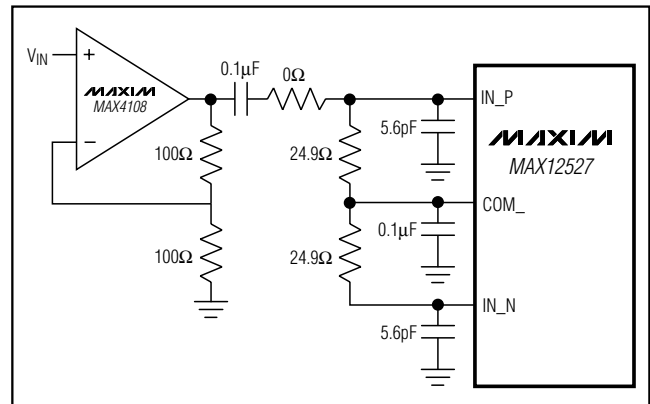 VIN
+
−
MAXIM
MAX4108
0.1µF
0Ω
100Ω
100Ω
24.9Ω
24.9Ω
5.6pF
0.1µF
5.6pF
IN_P
MAXIM
MAX12527
COM_
IN_N